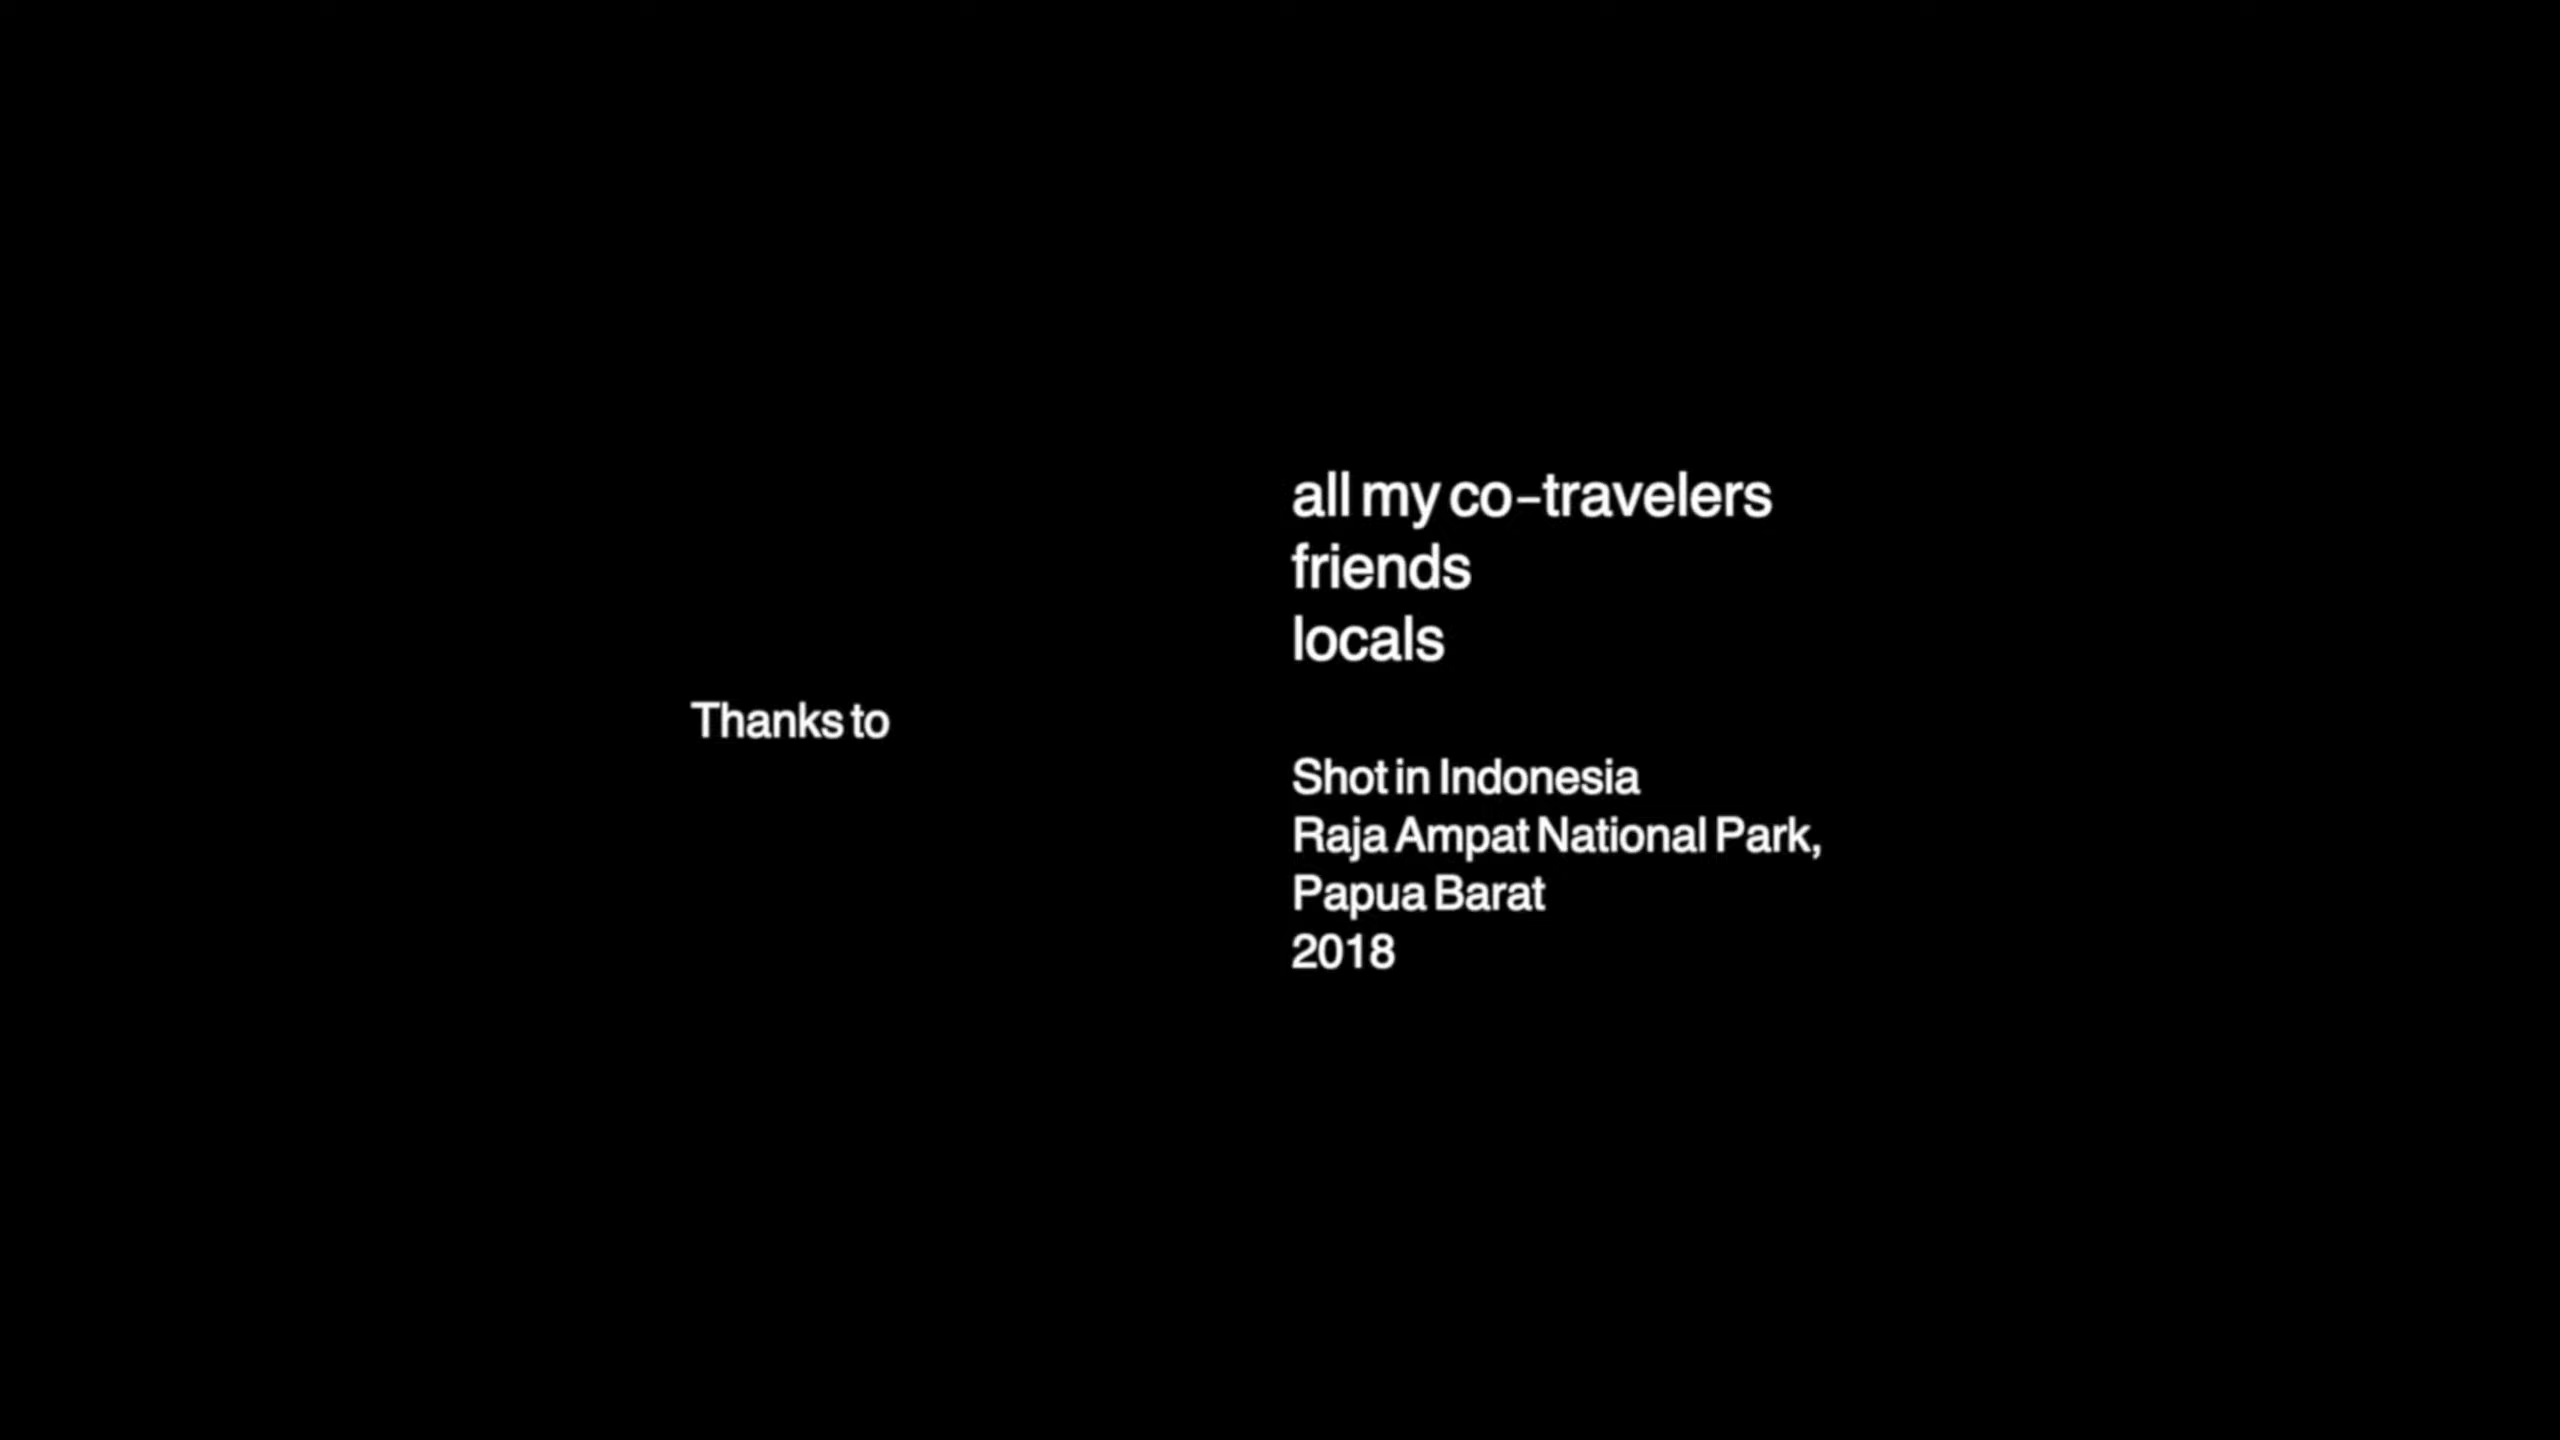 Thanks to
all my co-travelers
friends
locals
Shot in Indonesia
Raja Ampat National Park,
Papua Barat
2018